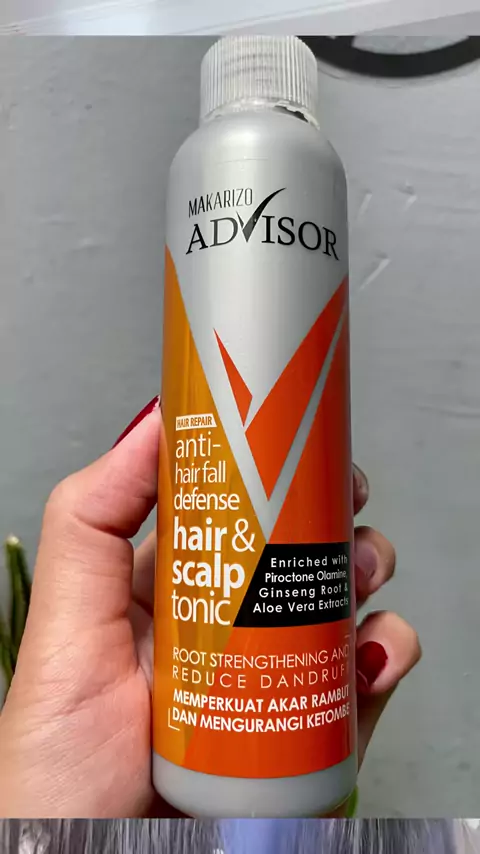 MAKARIZO
ADVISOR
HAIR REPAIR
anti-
hair fall
defense
hair &
scalp
tonic
Enriched with
Piroctone Olamine,
Ginseng Root &
Aloe Vera Extracts
ROOT STRENGTHENING AND
REDUCE DANDRUFF
MEMPERKUAT AKAR RAMBUT
DAN MENGURANGI KETOMBE